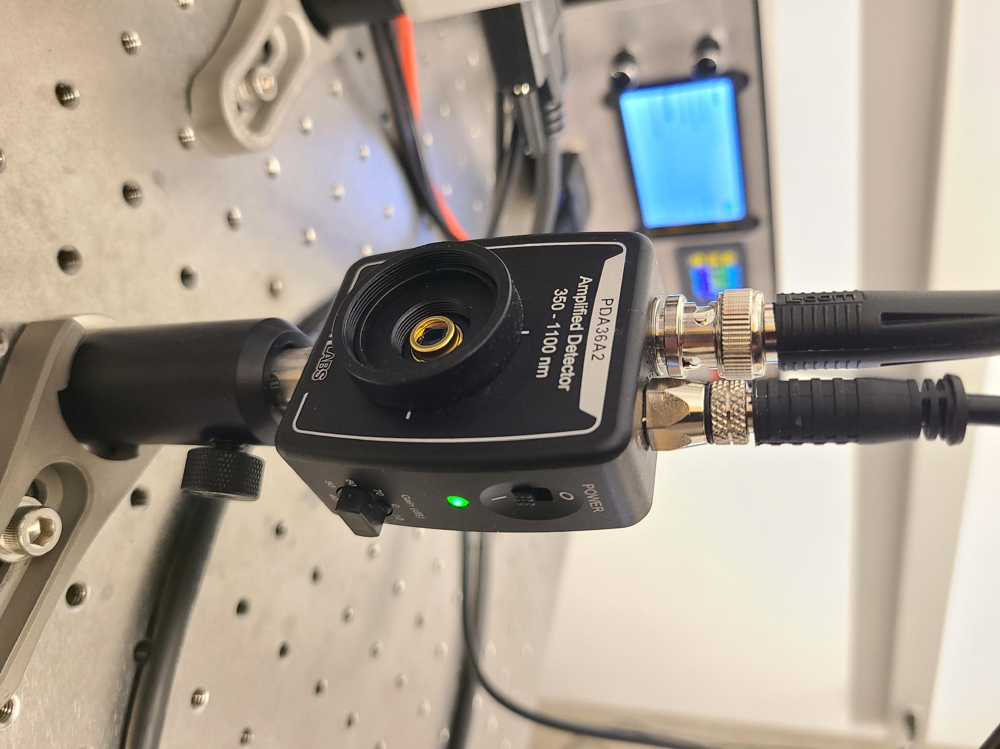 PDA36A2
Amplified Detector
350 - 1100 nm
LABS
POWER
O
I
Gain (dB)
0
10
70
60
50
40